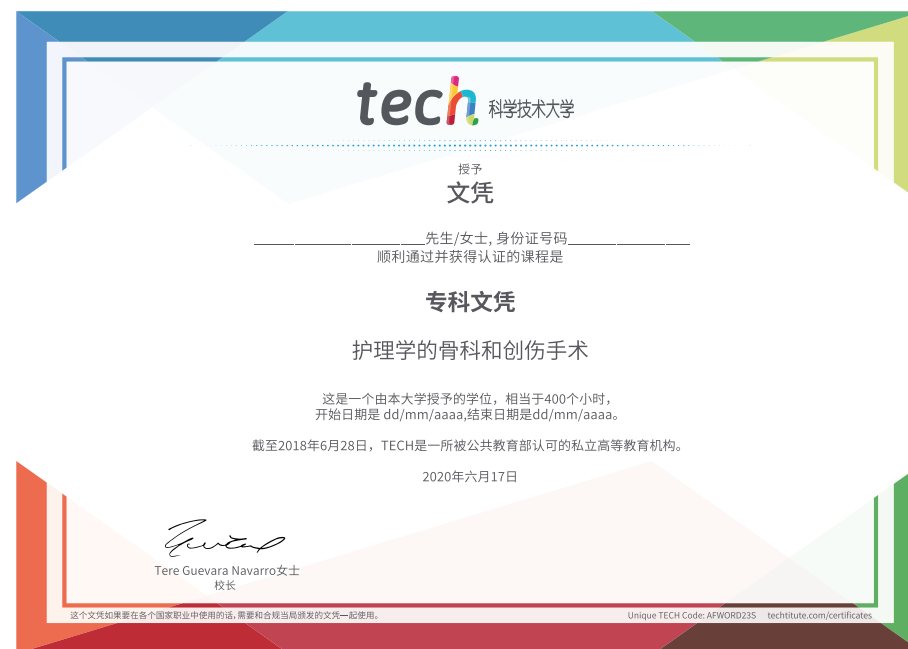 tech 科学技术大学
授予
文凭
先生/女士, 身份证号码
顺利通过并获得认证的课程是
专科文凭
护理学的骨科和创伤手术
这是一个由本大学授予的学位，相当于400个小时，
开始日期是 dd/mm/aaaa,结束日期是dd/mm/aaaa。
截至2018年6月28日，TECH是一所被公共教育部认可的私立高等教育机构。
2020年六月17日
Tere Guevara Navarro女士
校长
这个文凭如果要在各个国家职业中使用的话,需要和合规当局颁发的文凭一起使用。
Unique TECH Code: AFWORD23S techtitute.com/certificates